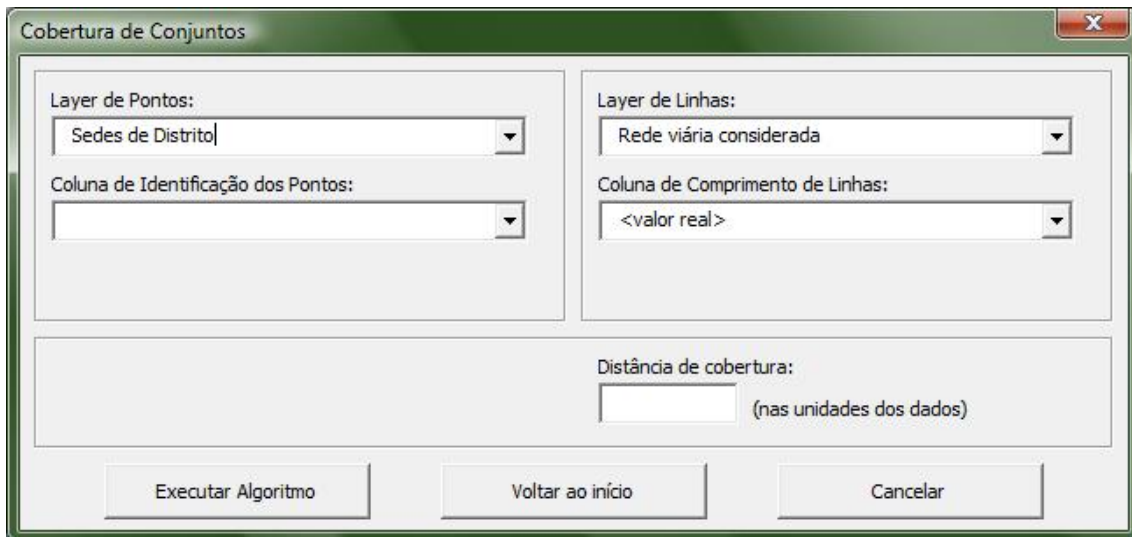 Cobertura de Conjuntos
X
Layer de Pontos:
Sedes de Distrito
Coluna de Identificação dos Pontos:
Layer de Linhas:
Rede viária considerada
Coluna de Comprimento de Linhas:
<valor real>
Distância de cobertura:
(nas unidades dos dados)
Executar Algoritmo
Voltar ao início
Cancelar